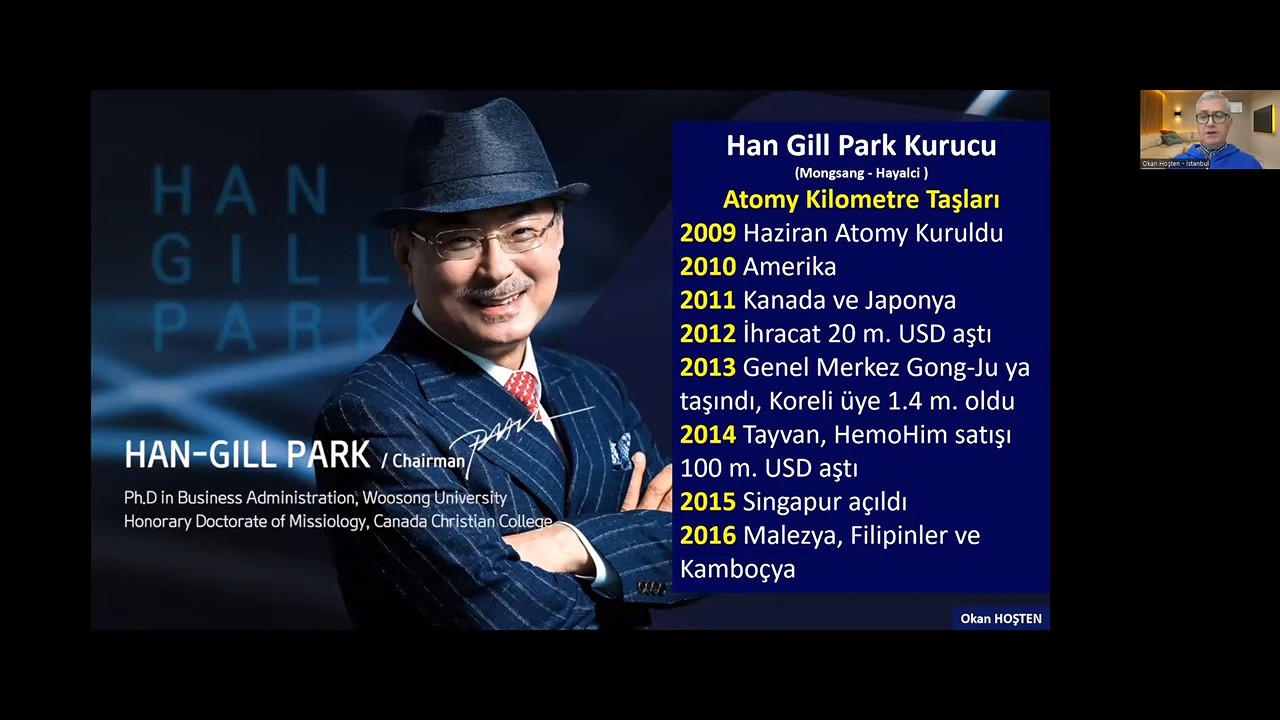 HAN
GILL
PARK
HAN-GILL PARK / Chairman
Ph.D in Business Administration, Woosong University
Honorary Doctorate of Missiology, Canada Christian College
Han Gill Park Kurucu
(Mongsang - Hayalci )
Atomy Kilometre Taşları
2009 Haziran Atomy Kuruldu
2010 Amerika
2011 Kanada ve Japonya
2012 İhracat 20 m. USD aştı
2013 Genel Merkez Gong-Ju ya
taşındı, Koreli üye 1.4 m. oldu
2014 Tayvan, HemoHim satışı
100 m. USD aştı
2015 Singapur açıldı
2016 Malezya, Filipinler ve
Kamboçya
Okan HOŞTEN
Okan Hoşten - İstanbul